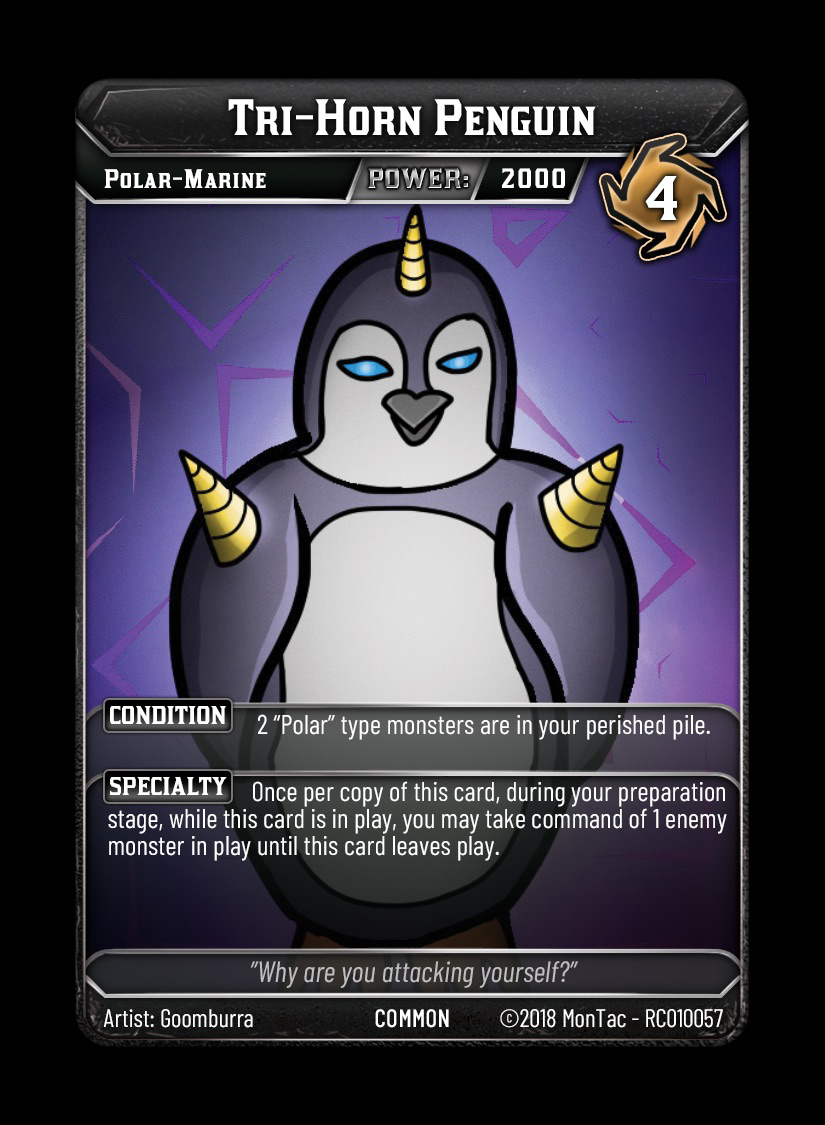 Tri-Horn Penguin
Polar-Marine POWER: 2000
4
CONDITION 2 “Polar” type monsters are in your perished pile.
SPECIALTY Once per copy of this card, during your preparation
stage, while this card is in play, you may take command of 1 enemy
monster in play until this card leaves play.
“Why are you attacking yourself?”
Artist: Goomburra COMMON ©2018 MonTac - RC010057